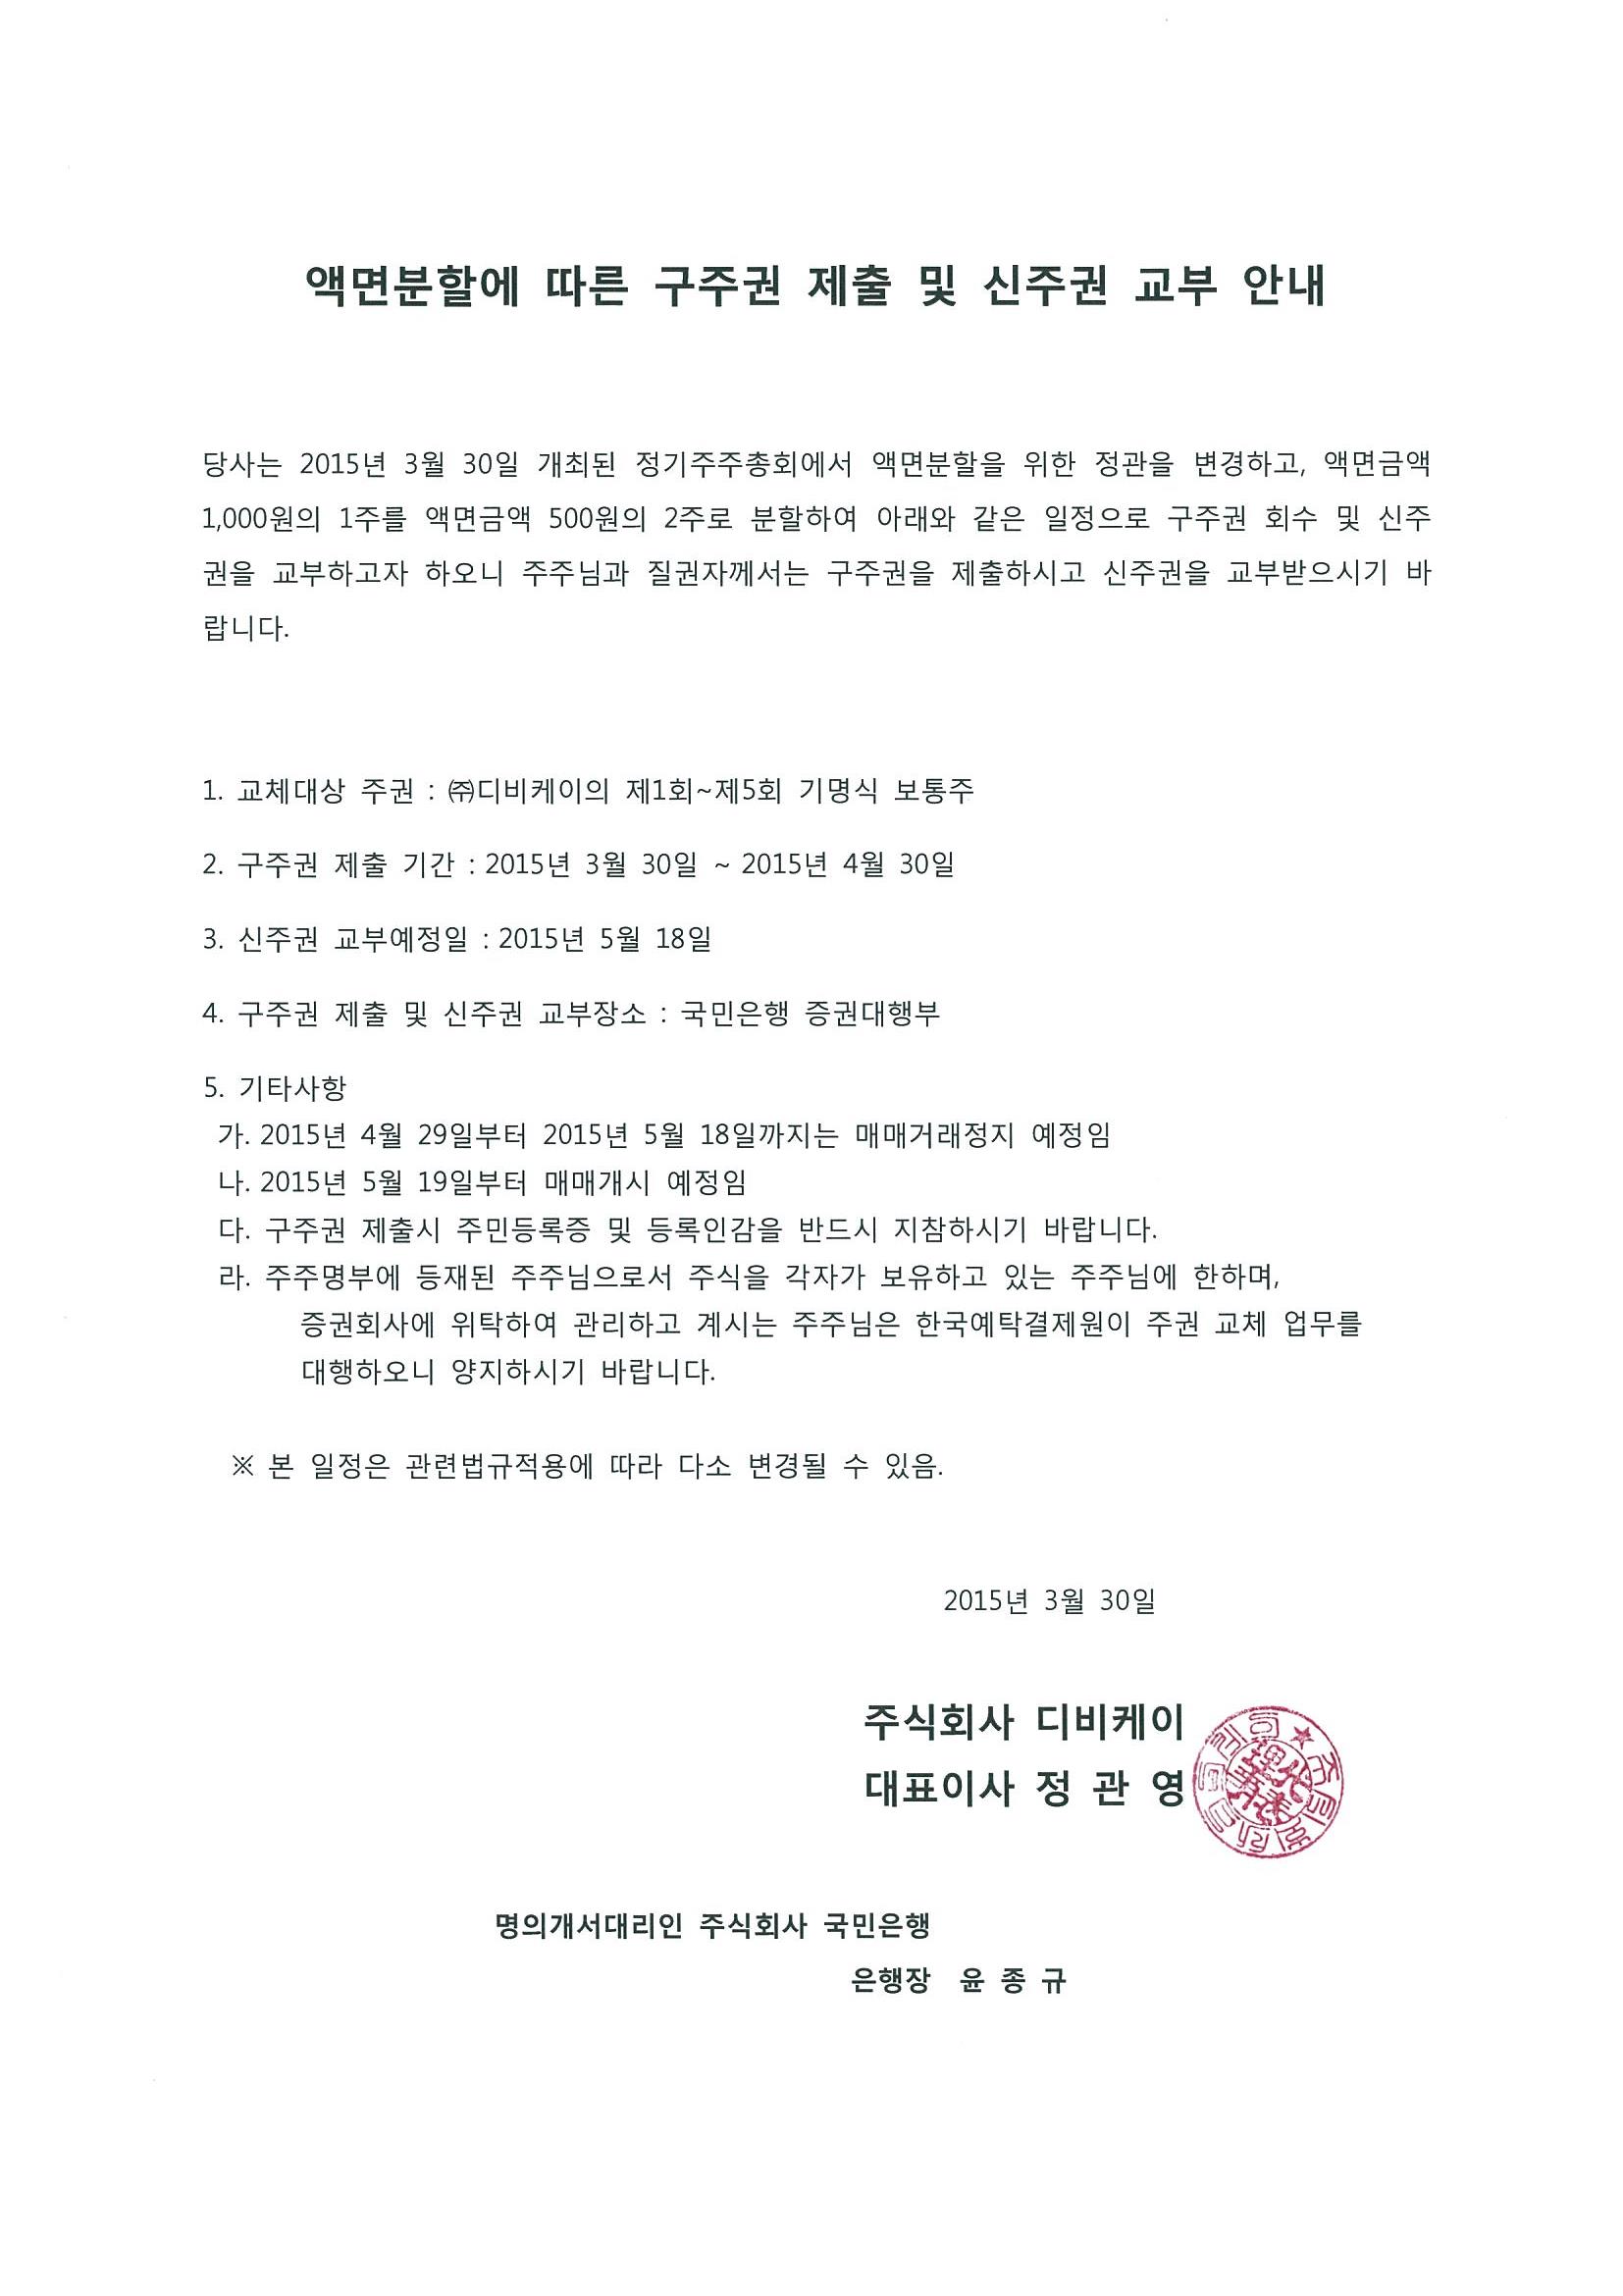 액면분할에 따른 구주권 제출 및 신주권 교부 안내
당사는 2015년 3월 30일 개최된 정기주주총회에서 액면분할을 위한 정관을 변경하고, 액면금액
1,000원의 1주를 액면금액 500원의 2주로 분할하여 아래와 같은 일정으로 구주권 회수 및 신주
권을 교부하고자 하오니 주주님과 질권자께서는 구주권을 제출하시고 신주권을 교부받으시기 바
랍니다.
1. 교체대상 주권 : ㈜디비케이의 제1회~제5회 기명식 보통주
2. 구주권 제출 기간 : 2015년 3월 30일 ~ 2015년 4월 30일
3. 신주권 교부예정일 : 2015년 5월 18일
4. 구주권 제출 및 신주권 교부장소 : 국민은행 증권대행부
5. 기타사항
가. 2015년 4월 29일부터 2015년 5월 18일까지는 매매거래정지 예정임
나. 2015년 5월 19일부터 매매개시 예정임
다. 구주권 제출시 주민등록증 및 등록인감을 반드시 지참하시기 바랍니다.
라. 주주명부에 등재된 주주님으로서 주식을 각자가 보유하고 있는 주주님에 한하며,
증권회사에 위탁하여 관리하고 계시는 주주님은 한국예탁결제원이 주권 교체 업무를
대행하오니 양지하시기 바랍니다.
※ 본 일정은 관련법규적용에 따라 다소 변경될 수 있음.
2015년 3월 30일
주식회사 디비케이
대표이사 정 관 영
명의개서대리인 주식회사 국민은행
은행장 윤 종 규